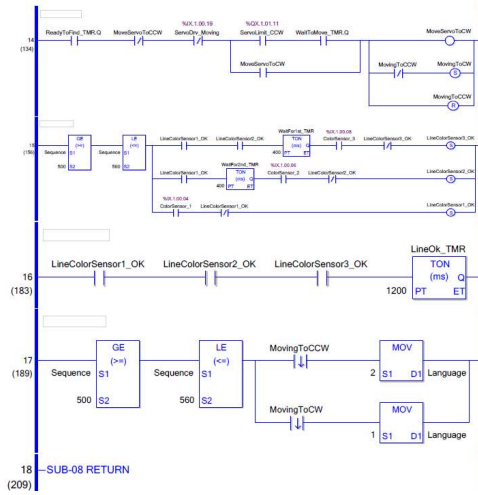 %IX.1.00.19 %QX.1.01.11
ReadyToFind_TMR.Q MoveServoToCCW ServoDrv_Moving ServoLimit_CCW WaitToMove_TMR.Q MoveServoToCW
14
(134)
MoveServoToCW MovingToCCW MovingToCW
S
MovingToCCW
R
15
(156)
GE
(>=)
Sequence S1
500 S2
LE
(<=)
Sequence S1
560 S2
WaitFor1st_TMR %IX.1.00.06
LineColorSensor1_OK LineColorSensor2_OK TON Colorsensor_3 LineColorSensor3_OK LineColorSensor3_OK
(ms) Q S
400 PT ET
WaitFor2nd_TMR %IX.1.00.05
LineColorSensor1_OK TON ColorSensor_2 LineColorSensor2_OK LineColorSensor2_OK
(ms) Q S
400 PT ET
%IX.1.00.04
ColorSensor_1 LineColorSensor1_OK LineColorSensor1_OK
S
LineOk_TMR
LineColorSensor1_OK LineColorSensor2_OK LineColorSensor3_OK TON
(ms) Q
16
(183)
1200 PT ET
17
(189)
GE
(>=)
Sequence S1
500 S2
LE
(<=)
Sequence S1
560 S2
MovingToCCW MOV
2 S1 D1 Language
MovingToCW MOV
1 S1 D1 Language
18 SUB-08 RETURN
(209)